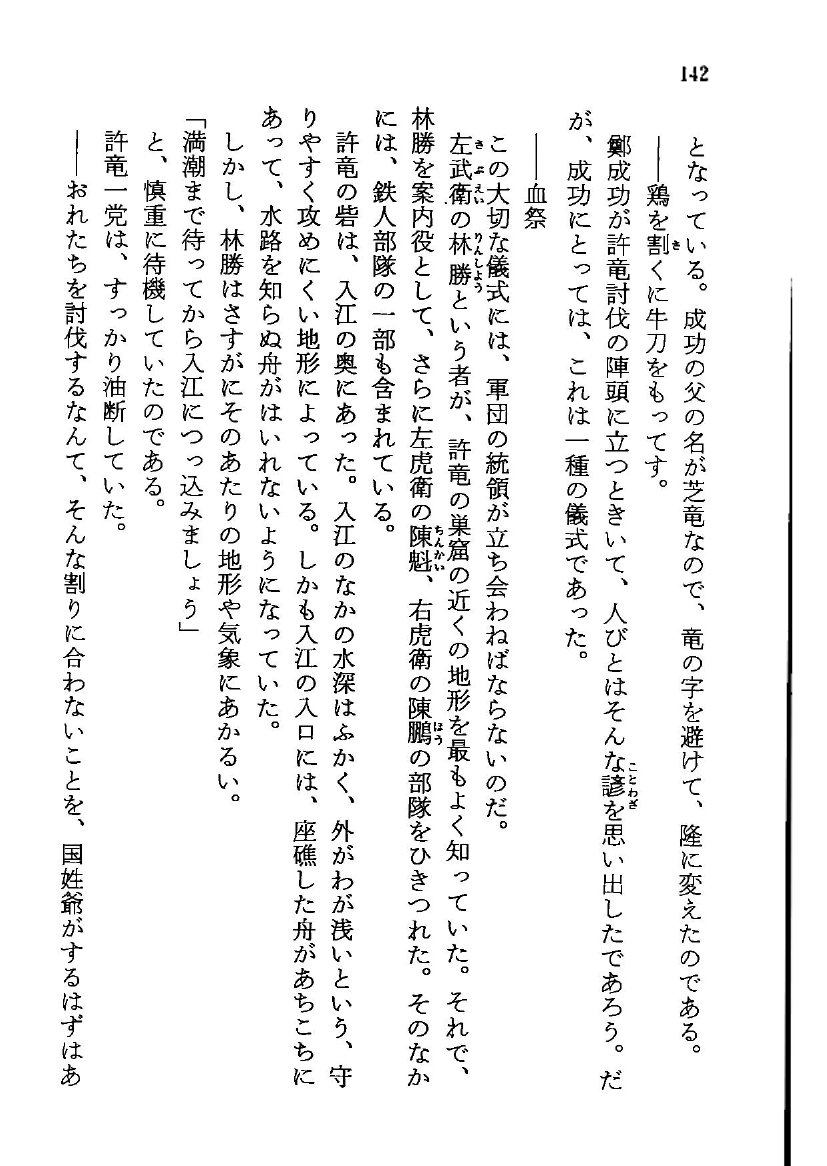 142
となっている。成功の父の名が芝竜なので、竜の字を避けて、隆に変えたのである。
――鶏を割くに牛刀をもってす。
鄭成功が許竜討伐の陣頭に立つときいて、人びとはそんな諺を思い出したであろう。だ
が、成功にとっては、これは一種の儀式であった。
――血祭
この大切な儀式には、軍団の統領が立ち会わねばならないのだ。
左武衛の林勝という者が、許竜の巣窟の近くの地形を最もよく知っていた。それで、
林勝を案内役として、さらに左虎衛の陳魁、右虎衛の陳鵬の部隊をひきつれた。そのなか
には、鉄人部隊の一部も含まれている。
許竜の砦は、入江の奥にあった。入江のなかの水深はふかく、外がわが浅いという、守
りやすく攻めにくい地形によっている。しかも入江の入口には、座礁した舟があちこちに
あって、水路を知らぬ舟がはいれないようになっていた。
しかし、林勝はさすがにそのあたりの地形や気象にあかるい。
「満潮まで待ってから入江につっ込みましょう」
と、慎重に待機していたのである。
許竜一党は、すっかり油断していた。
――おれたちを討伐するなんて、そんな割りに合わないことを、国姓爺がするはずはあ